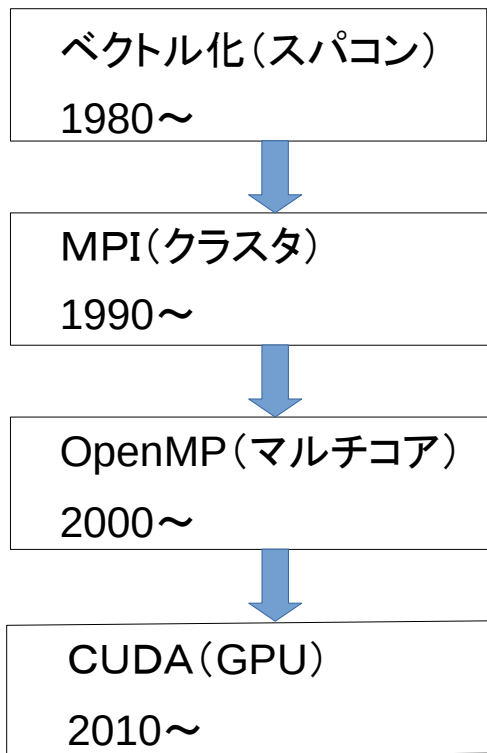 ベクトル化（スパコン）
1980～
ＭPI（クラスタ）
1990～
OpenMP（マルチコア）
2000～
ＣＵＤＡ（GPU）
2010～